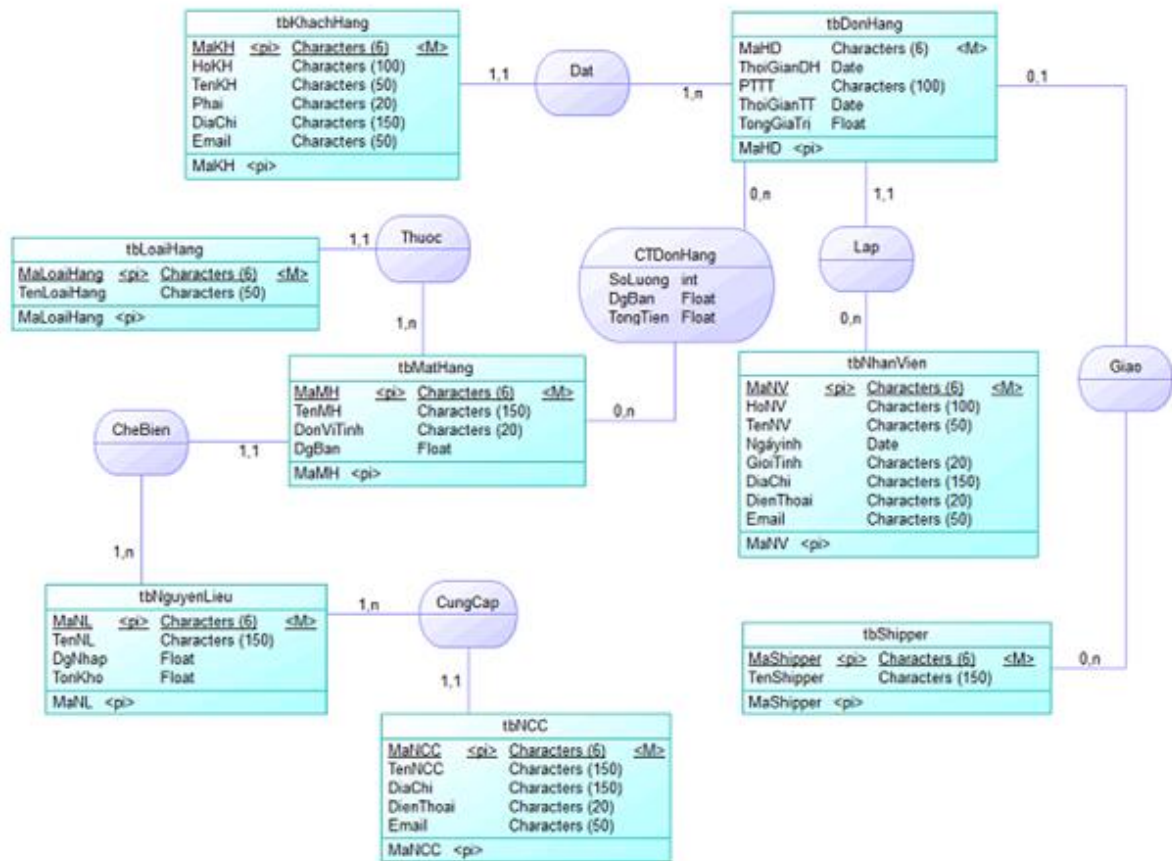 tbKhachHang
MaKH <pi> Characters (6) <M>
HoKH Characters (100)
TenKH Characters (50)
Phai Characters (20)
DiaChi Characters (150)
Email Characters (50)
MaKH <pi>
1,1
Dat
1,n
tbDonHang
MaHD Characters (6) <M>
ThoiGianDH Date
PTTT Characters (100)
ThoiGianTT Date
TongGiaTri Float
MaHD <pi>
0,1
0,n
1,1
tbLoaiHang
MaLoaiHang <pi> Characters (6) <M>
TenLoaiHang Characters (50)
MaLoaiHang <pi>
1,1
Thuoc
1,n
CTDonHang
SoLuong int
DgBan Float
TongTien Float
0,n
Lap
0,n
Giao
tbMatHang
MaMH <pi> Characters (6) <M>
TenMH Characters (150)
DonViTinh Characters (20)
DgBan Float
MaMH <pi>
CheBien
1,1
1,n
tbNhanVien
MaNV <pi> Characters (6) <M>
HoNV Characters (100)
TenNV Characters (50)
Ngáyinh Date
GioiTinh Characters (20)
DiaChi Characters (150)
DienThoai Characters (20)
Email Characters (50)
MaNV <pi>
tbNguyenLieu
MaNL <pi> Characters (6) <M>
TenNL Characters (150)
DgNhap Float
TonKho Float
MaNL <pi>
1,n
CungCap
1,1
tbShipper
MaShipper <pi> Characters (6) <M>
TenShipper Characters (150)
MaShipper <pi>
0,n
tbNCC
MaNCC <pi> Characters (6) <M>
TenNCC Characters (150)
DiaChi Characters (150)
DienThoai Characters (20)
Email Characters (50)
MaNCC <pi>